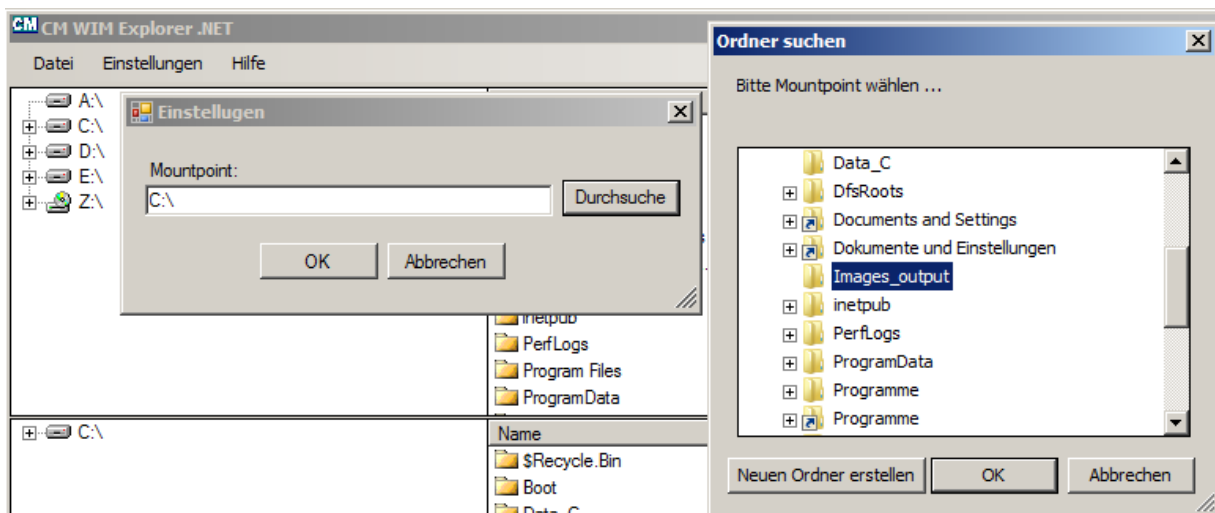 CM CM WIM Explorer .NET
Datei Einstellungen Hilfe
A:\
C:\
D:\
E:\
Z:\
Einstellugen
Mountpoint:
C:\
Durchsuche
OK
Abbrechen
s
inetpub
PerfLogs
Program Files
ProgramData
C:\
Name
$Recycle.Bin
Boot
Data_C
Ordner suchen
Bitte Mountpoint wählen ...
Data_C
DfsRoots
Documents and Settings
Dokumente und Einstellungen
Images_output
inetpub
PerfLogs
ProgramData
Programme
Programme
Neuen Ordner erstellen
OK
Abbrechen